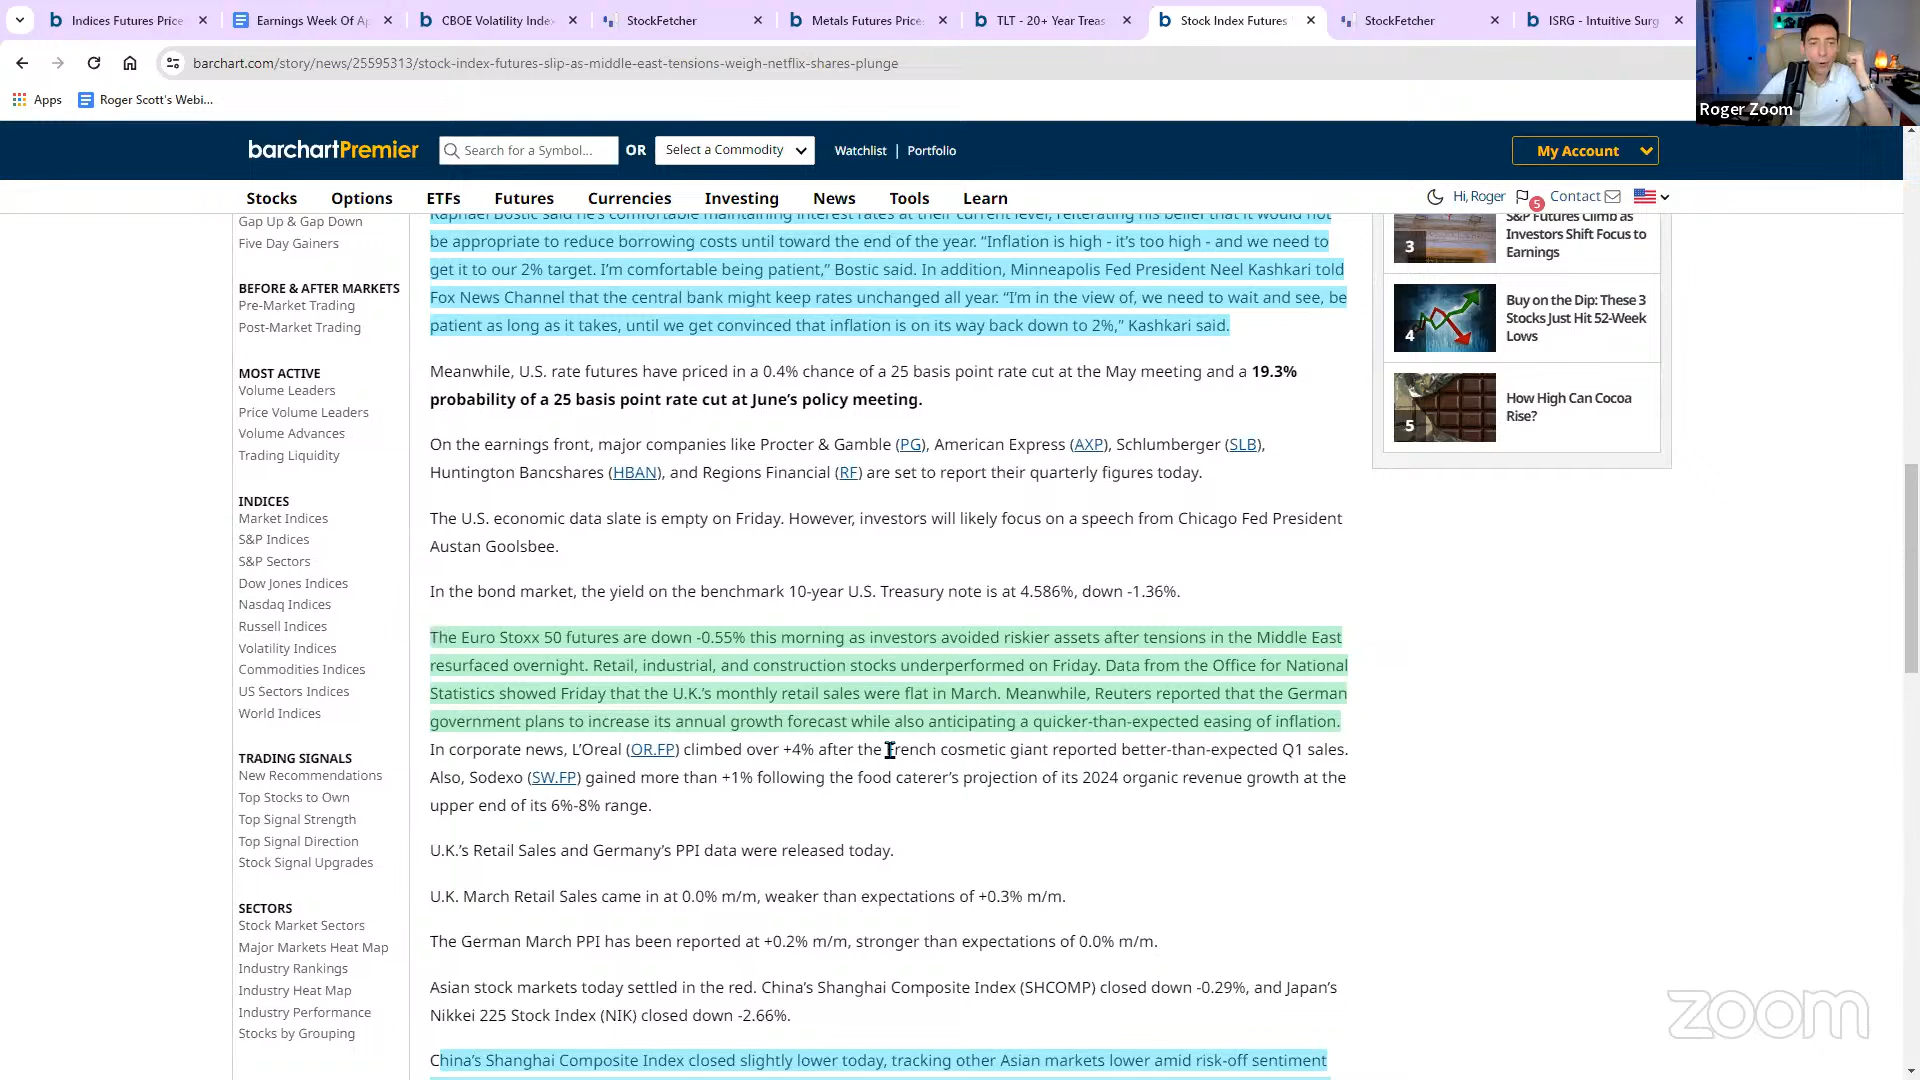 Indices Futures Price
Earnings Week Of Ap
CBOE Volatility Inde
StockFetcher
Metals Futures Price
TLT - 20+ Year Treas
Stock Index Futures
StockFetcher
ISRG - Intuitive Surg
barchart.com/story/news/25595313/stock-index-futures-slip-as-middle-east-tensions-weigh-netflix-shares-plunge
Apps
Roger Scott's Webi...
Roger Zoom
barchartPremier
Search for a Symbol...
OR
Select a Commodity
Watchlist | Portfolio
My Account
Stocks
Options
ETFs
Futures
Currencies
Investing
News
Tools
Learn
Hi, Roger
5
Contact
Gap Up & Gap Down
Five Day Gainers
BEFORE & AFTER MARKETS
Pre-Market Trading
Post-Market Trading
MOST ACTIVE
Volume Leaders
Price Volume Leaders
Volume Advances
Trading Liquidity
INDICES
Market Indices
S&P Indices
S&P Sectors
Dow Jones Indices
Nasdaq Indices
Russell Indices
Volatility Indices
Commodities Indices
US Sectors Indices
World Indices
TRADING SIGNALS
New Recommendations
Top Stocks to Own
Top Signal Strength
Top Signal Direction
Stock Signal Upgrades
SECTORS
Stock Market Sectors
Major Markets Heat Map
Industry Rankings
Industry Heat Map
Industry Performance
Stocks by Grouping
Raphael Bostic said he's comfortable maintaining interest rates at their current level, reiterating his belief that it would not
be appropriate to reduce borrowing costs until toward the end of the year. “Inflation is high - it’s too high - and we need to
get it to our 2% target. I’m comfortable being patient,” Bostic said. In addition, Minneapolis Fed President Neel Kashkari told
Fox News Channel that the central bank might keep rates unchanged all year. “I’m in the view of, we need to wait and see, be
patient as long as it takes, until we get convinced that inflation is on its way back down to 2%,” Kashkari said.
Meanwhile, U.S. rate futures have priced in a 0.4% chance of a 25 basis point rate cut at the May meeting and a 19.3%
probability of a 25 basis point rate cut at June’s policy meeting.
On the earnings front, major companies like Procter & Gamble (PG), American Express (AXP), Schlumberger (SLB),
Huntington Bancshares (HBAN), and Regions Financial (RF) are set to report their quarterly figures today.
The U.S. economic data slate is empty on Friday. However, investors will likely focus on a speech from Chicago Fed President
Austan Goolsbee.
In the bond market, the yield on the benchmark 10-year U.S. Treasury note is at 4.586%, down -1.36%.
The Euro Stoxx 50 futures are down -0.55% this morning as investors avoided riskier assets after tensions in the Middle East
resurfaced overnight. Retail, industrial, and construction stocks underperformed on Friday. Data from the Office for National
Statistics showed Friday that the U.K.’s monthly retail sales were flat in March. Meanwhile, Reuters reported that the German
government plans to increase its annual growth forecast while also anticipating a quicker-than-expected easing of inflation.
In corporate news, L’Oreal (OR.FP) climbed over +4% after the French cosmetic giant reported better-than-expected Q1 sales.
Also, Sodexo (SW.FP) gained more than +1% following the food caterer’s projection of its 2024 organic revenue growth at the
upper end of its 6%-8% range.
U.K.’s Retail Sales and Germany’s PPI data were released today.
U.K. March Retail Sales came in at 0.0% m/m, weaker than expectations of +0.3% m/m.
The German March PPI has been reported at +0.2% m/m, stronger than expectations of 0.0% m/m.
Asian stock markets today settled in the red. China’s Shanghai Composite Index (SHCOMP) closed down -0.29%, and Japan’s
Nikkei 225 Stock Index (NIK) closed down -2.66%.
China’s Shanghai Composite Index closed slightly lower today, tracking other Asian markets lower amid risk-off sentiment
3
S&P Futures Climb as
Investors Shift Focus to
Earnings
4
Buy on the Dip: These 3
Stocks Just Hit 52-Week
Lows
5
How High Can Cocoa
Rise?
zoom